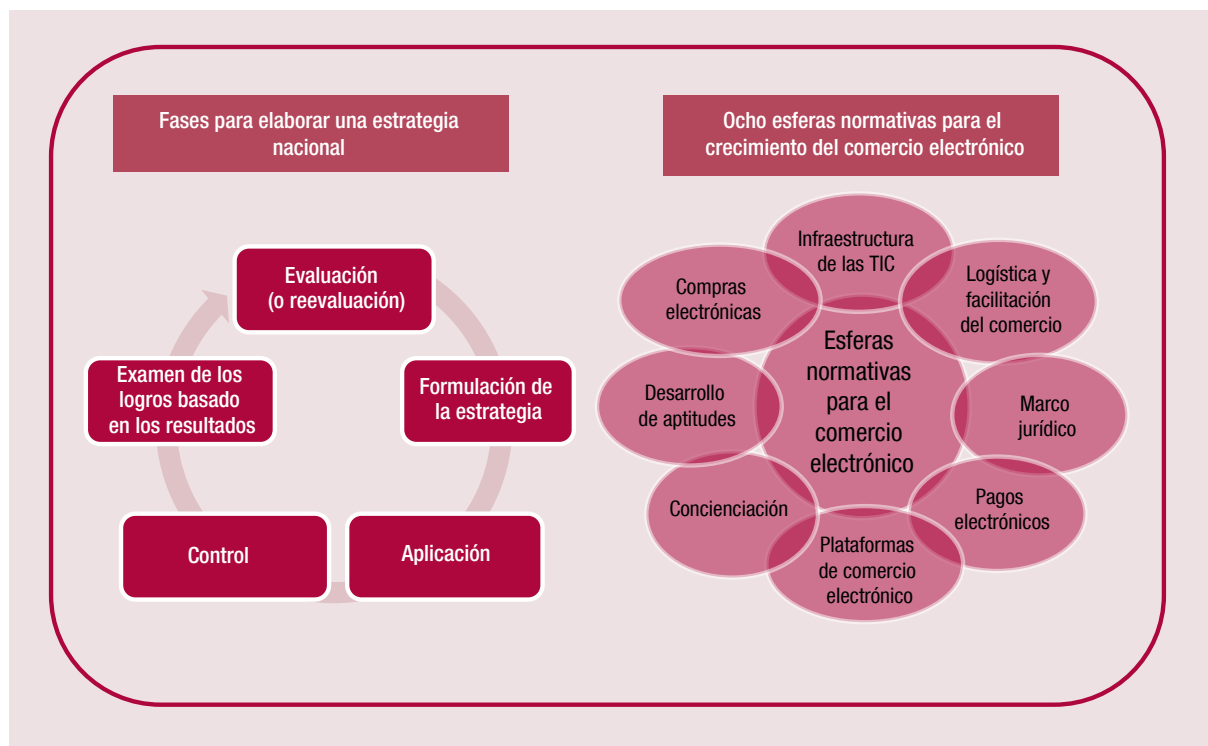 Fases para elaborar una estrategia
nacional
Evaluación
(o reevaluación)
Formulación de
la estrategia
Aplicación
Control
Examen de los
logros basado
en los resultados
Ocho esferas normativas para el
crecimiento del comercio electrónico
Infraestructura
de las TIC
Logística y
facilitación
del comercio
Marco
jurídico
Pagos
electrónicos
Plataformas
de comercio
electrónico
Concienciación
Desarrollo
de aptitudes
Compras
electrónicas
Esferas
normativas
para el
comercio
electrónico